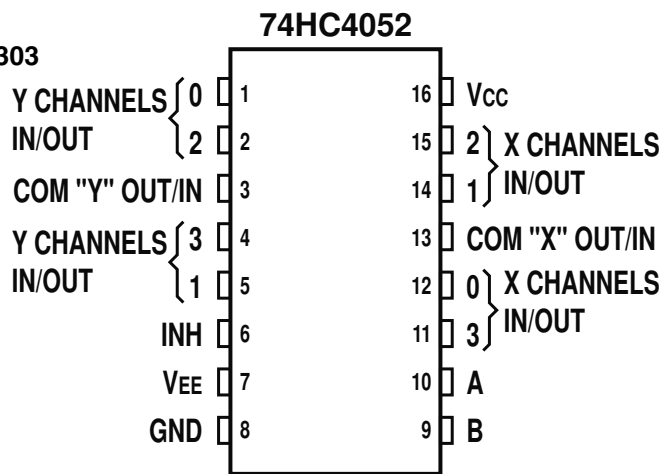 74HC4052
303
Y CHANNELS 0 1 16 VCC
IN/OUT 2 2 15 2 X CHANNELS
14 1 IN/OUT
COM "Y" OUT/IN 3
13 COM "X" OUT/IN
Y CHANNELS 3 4
IN/OUT 1 5 12 0 X CHANNELS
INH 6 11 3 IN/OUT
VEE 7 10 A
GND 8 9 B